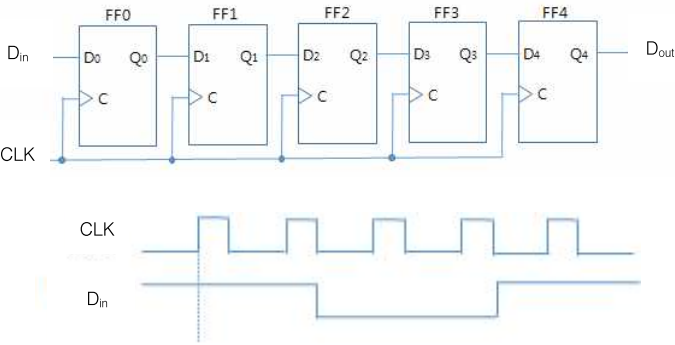 FF0 FF1 FF2 FF3 FF4
Din D0 Q0 D1 Q1 D2 Q2 D3 Q3 D4 Q4 Dout
C C C C C
CLK
CLK
Din